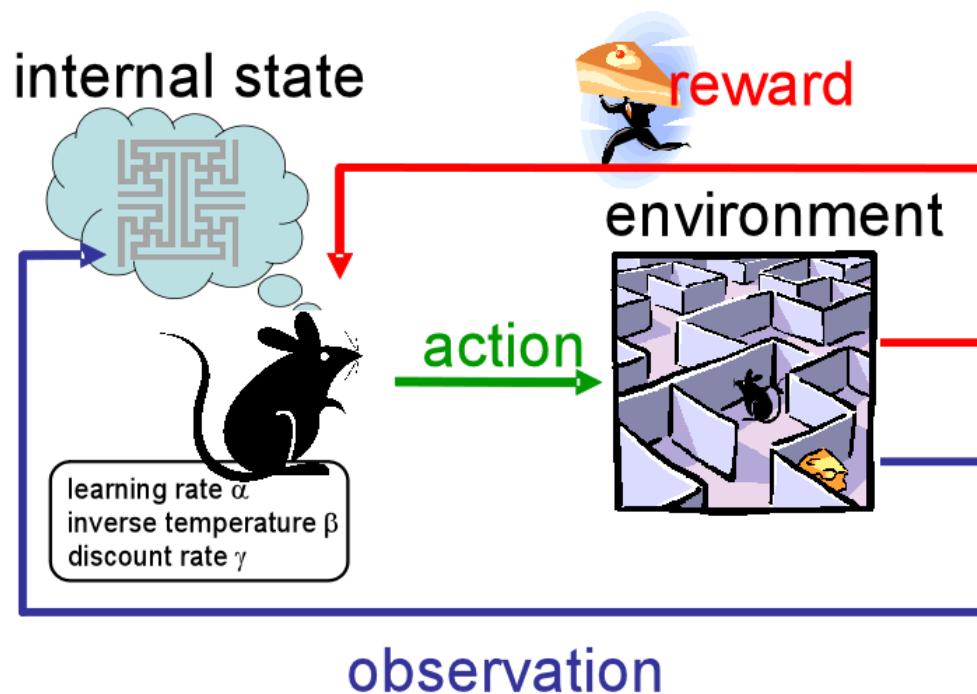 internal state
reward
environment
action
learning rate α
inverse temperature β
discount rate γ
observation